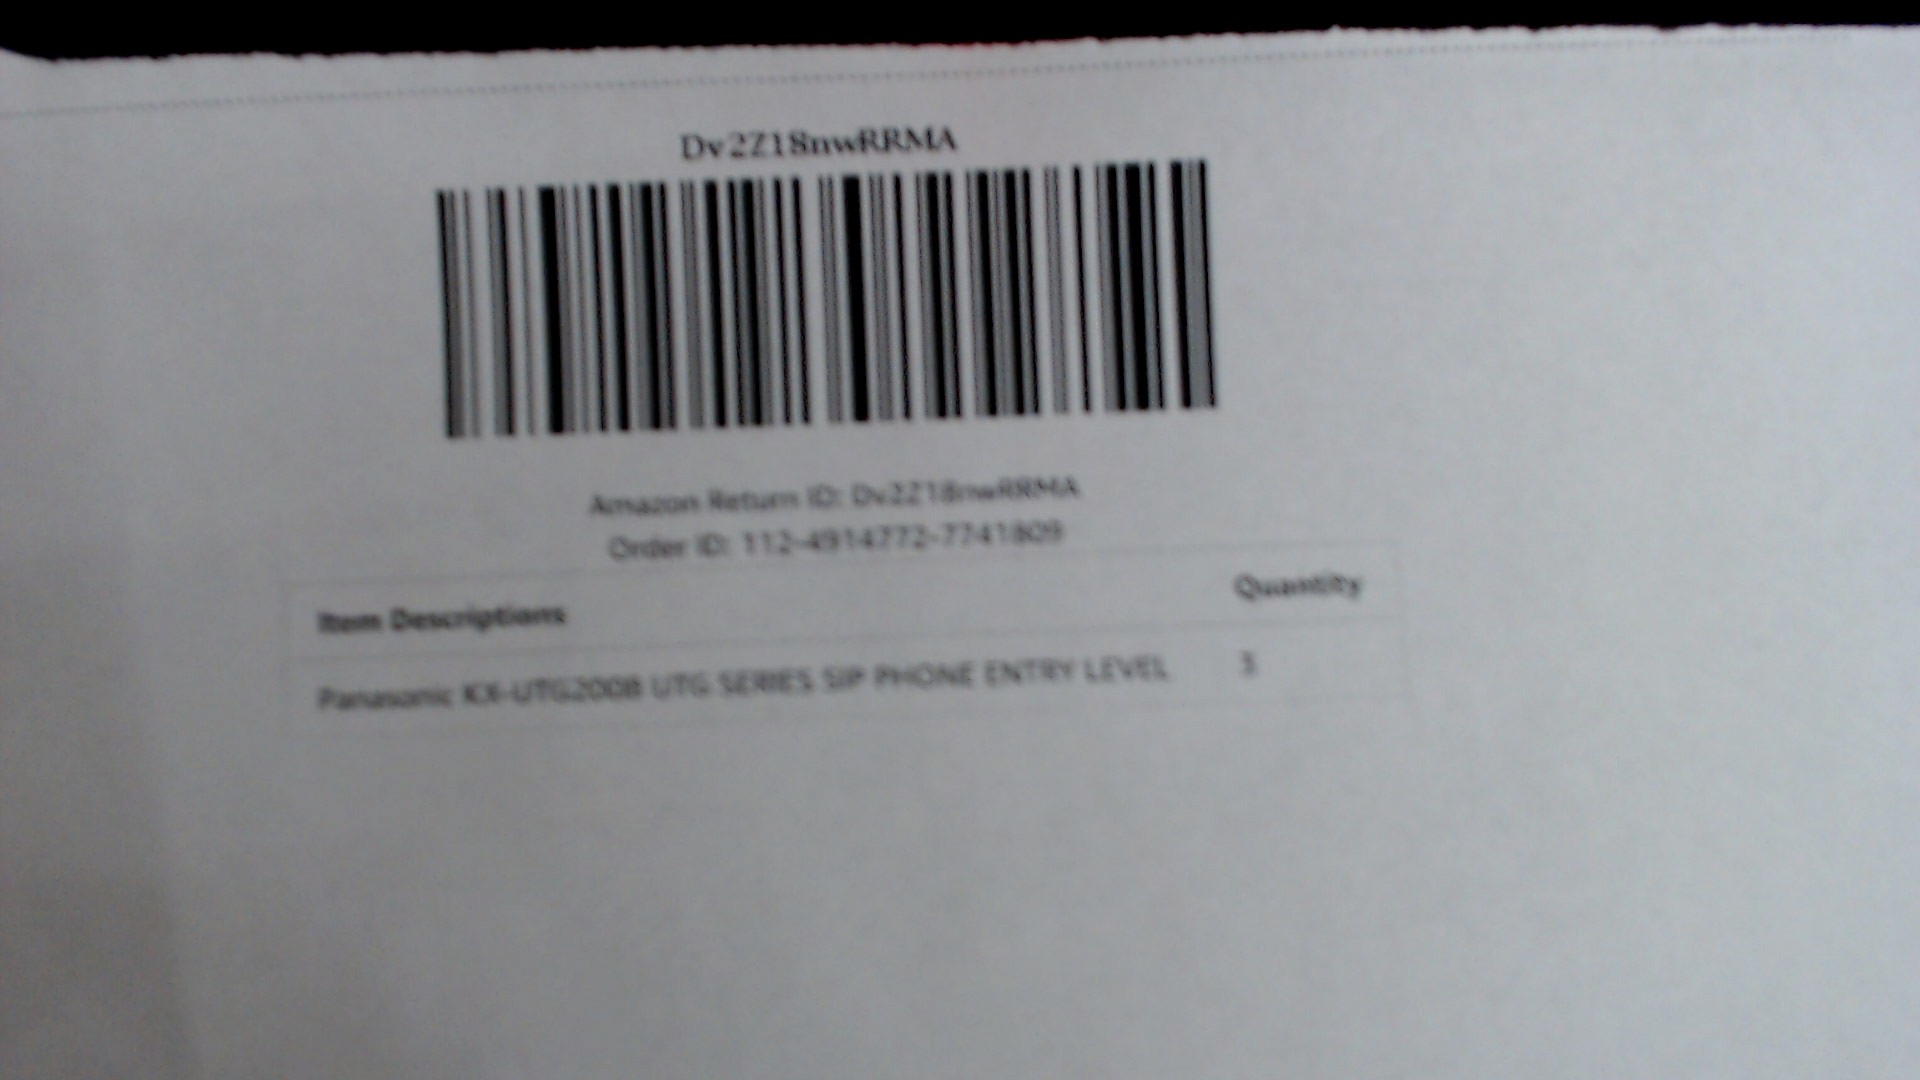 Dv2Z18nwRRMA
Amazon Return ID: Dv2Z18nwRRMA
Order ID: 112-4914772-7741809
Item Descriptions Quantity
Panasonic KX-UTG200B UTG SERIES SIP PHONE ENTRY LEVEL 3